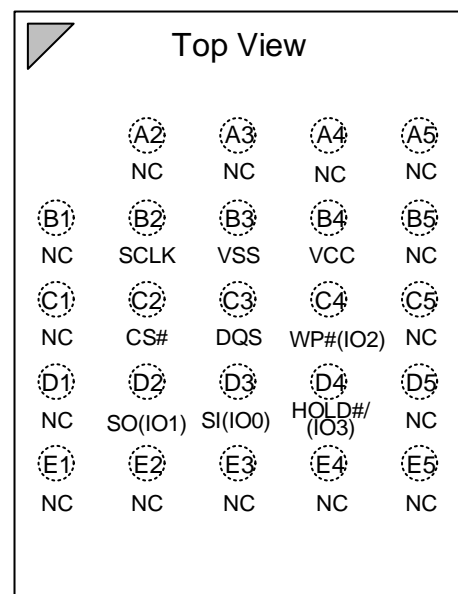 Top View
A2 A3 A4 A5
NC NC NC NC
B1 B2 B3 B4 B5
NC SCLK VSS VCC NC
C1 C2 C3 C4 C5
NC CS# DQS WP#(IO2) NC
D1 D2 D3 D4 D5
NC SO(IO1) SI(IO0) HOLD#/ NC
(IO3)
E1 E2 E3 E4 E5
NC NC NC NC NC